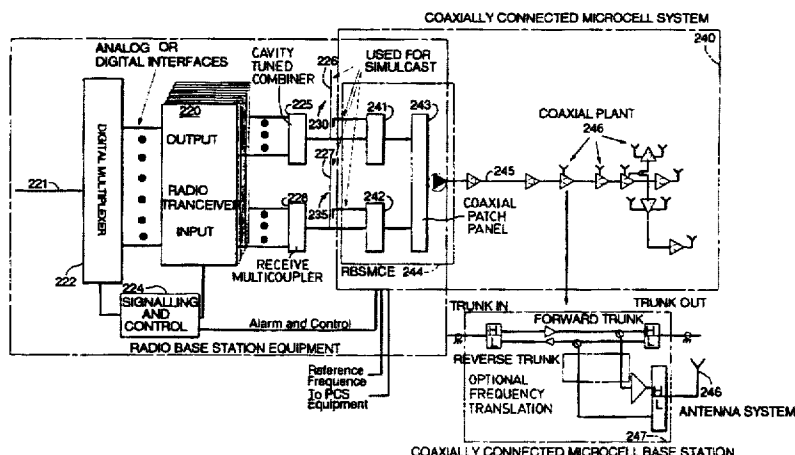 COAXIALLY CONNECTED MICROCELL SYSTEM
240
ANALOG OR
DIGITAL INTERFACES
CAVITY
TUNED
COMBINER
226
USED FOR
SIMULCAST
220
225
241
243
230
OUTPUT
227
COAXIAL PLANT
246
DIGITAL MULTIPLEXER
221
245
RADIO
TRANCEIVER
INPUT
228
242
235
COAXIAL
PATCH
PANEL
RECEIVE
MULTICOUPLER
RBSMCE
244
222
224
SIGNALLING
AND
CONTROL
Alarm and Control
RADIO BASE STATION EQUIPMENT
Reference
Frequence
To PCS
Equipment
TRUNK IN
FORWARD TRUNK
TRUNK OUT
H
L
H
L
REVERSE TRUNK
OPTIONAL
FREQUENCY
TRANSLATION
H
L
246
ANTENNA SYSTEM
247
COAXIALLY CONNECTED MICROCELL BASE STATION